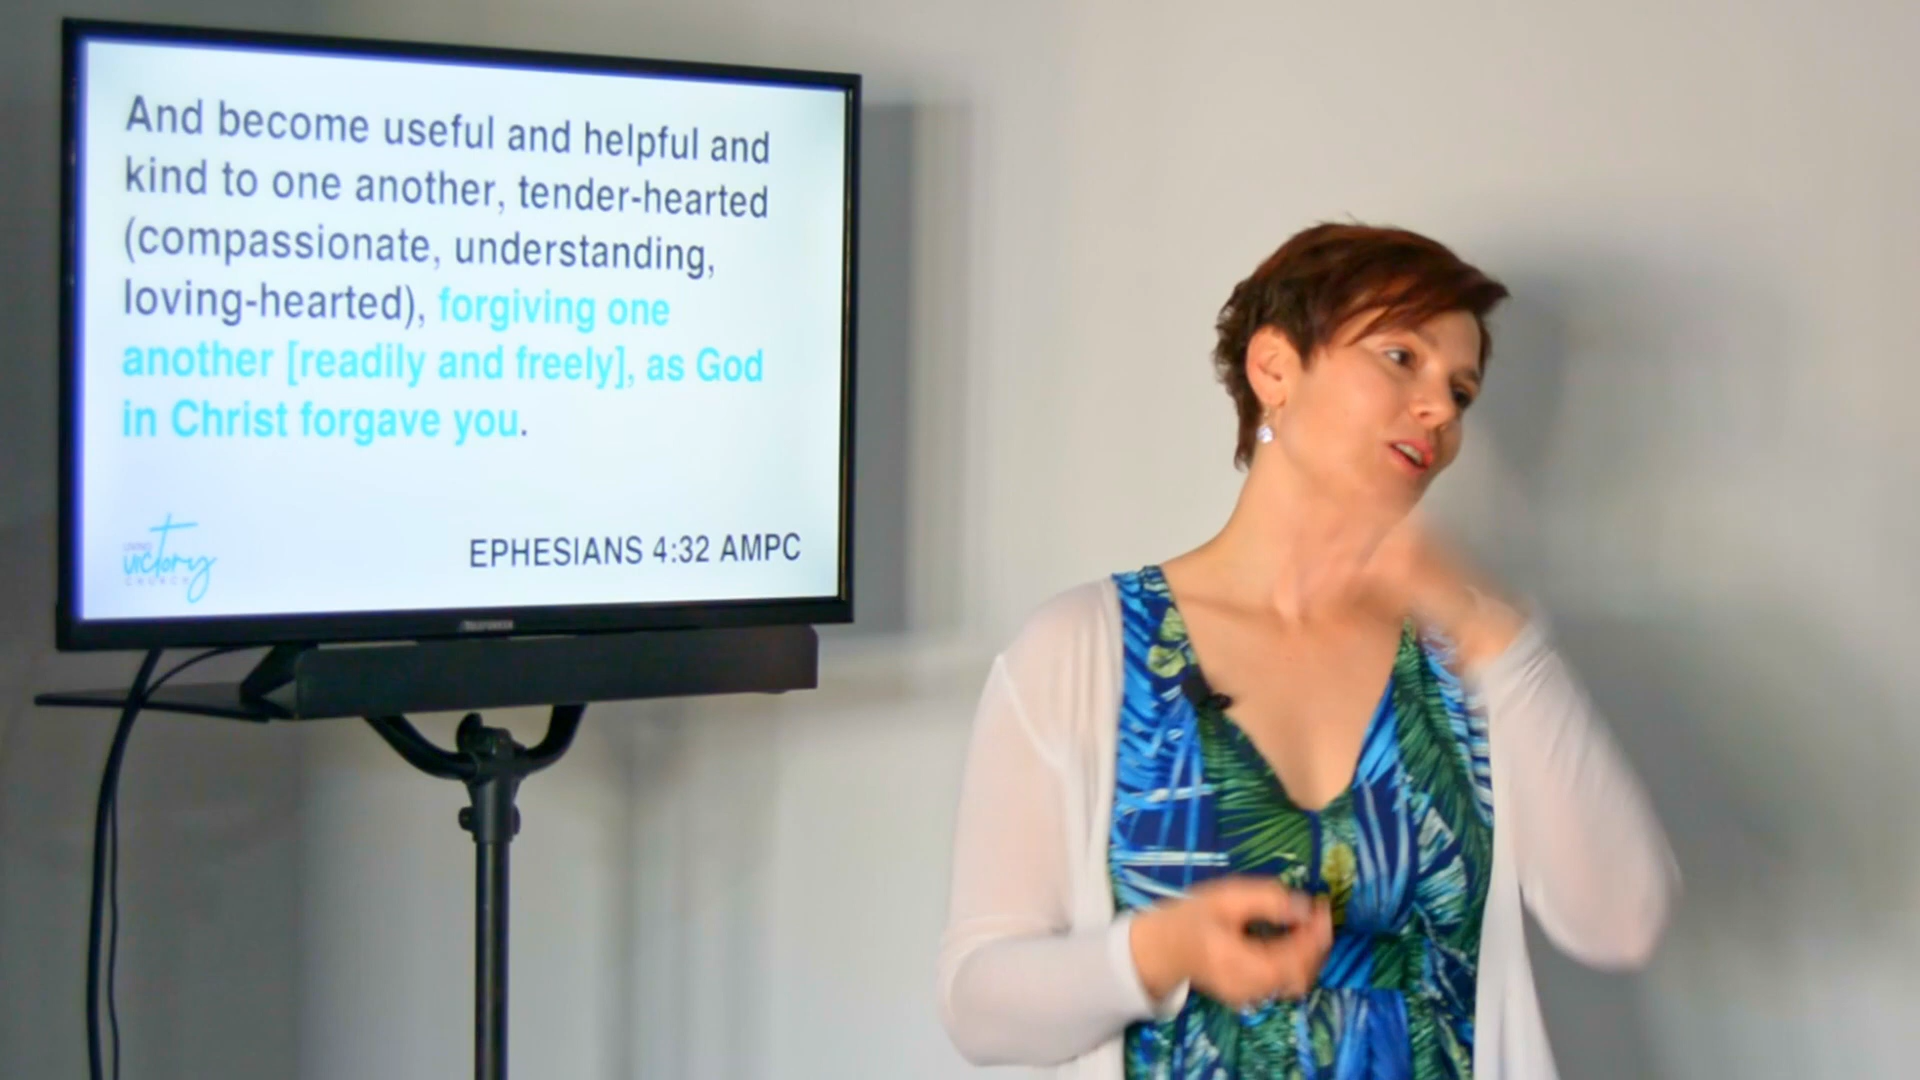 And become useful and helpful and
kind to one another, tender-hearted
(compassionate, understanding,
loving-hearted), forgiving one
another [readily and freely], as God
in Christ forgave you.
victory
CHURCH
EPHESIANS 4:32 AMPC